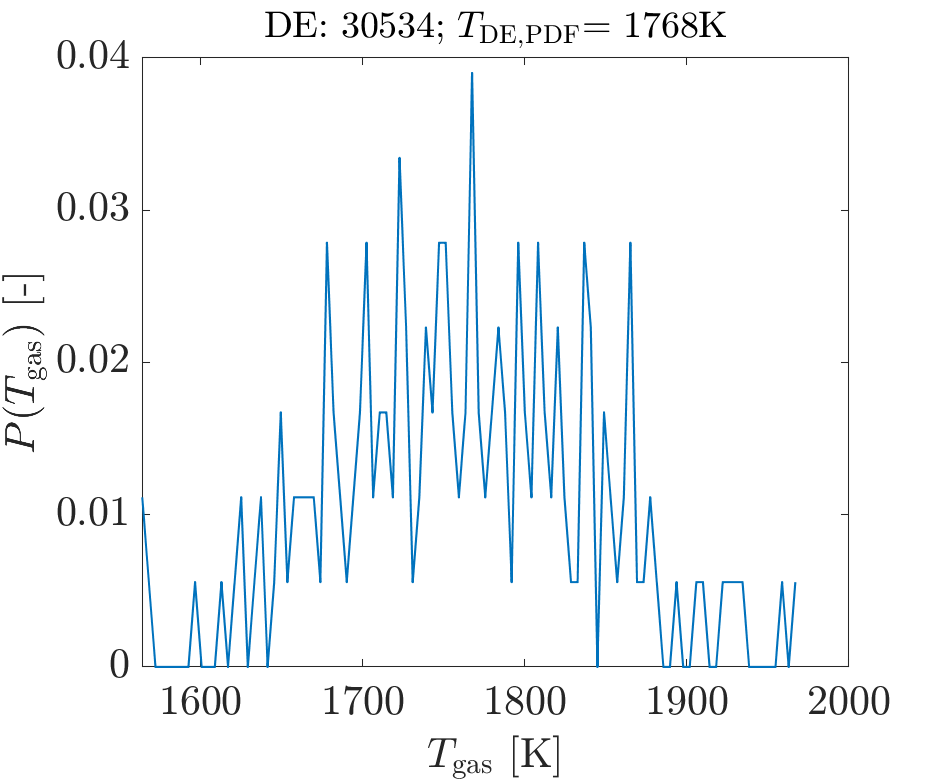 DE: 30534; T_DE,PDF= 1768K
0.04
0.03
0.02
0.01
0
P(T_gas) [-]
1600 1700 1800 1900 2000
T_gas [K]